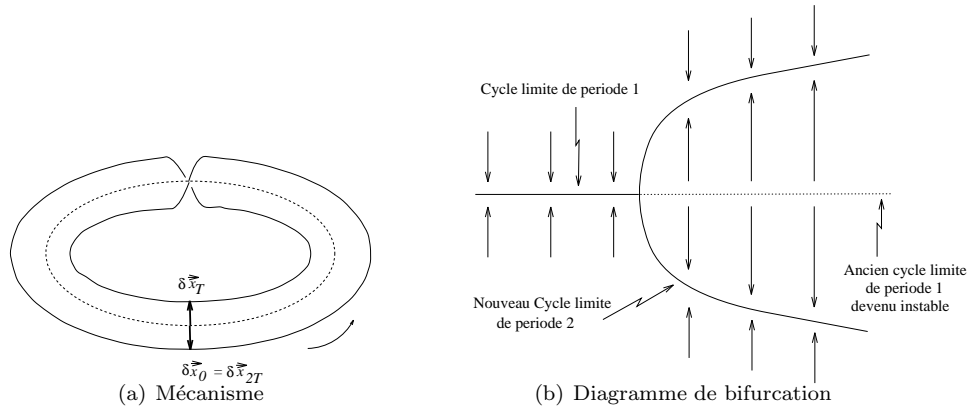 δx⃗_T
δx⃗_0 = δx⃗_2T
(a) Mécanisme
Cycle limite de periode 1
Nouveau Cycle limite
de periode 2
Ancien cycle limite
de periode 1
devenu instable
(b) Diagramme de bifurcation